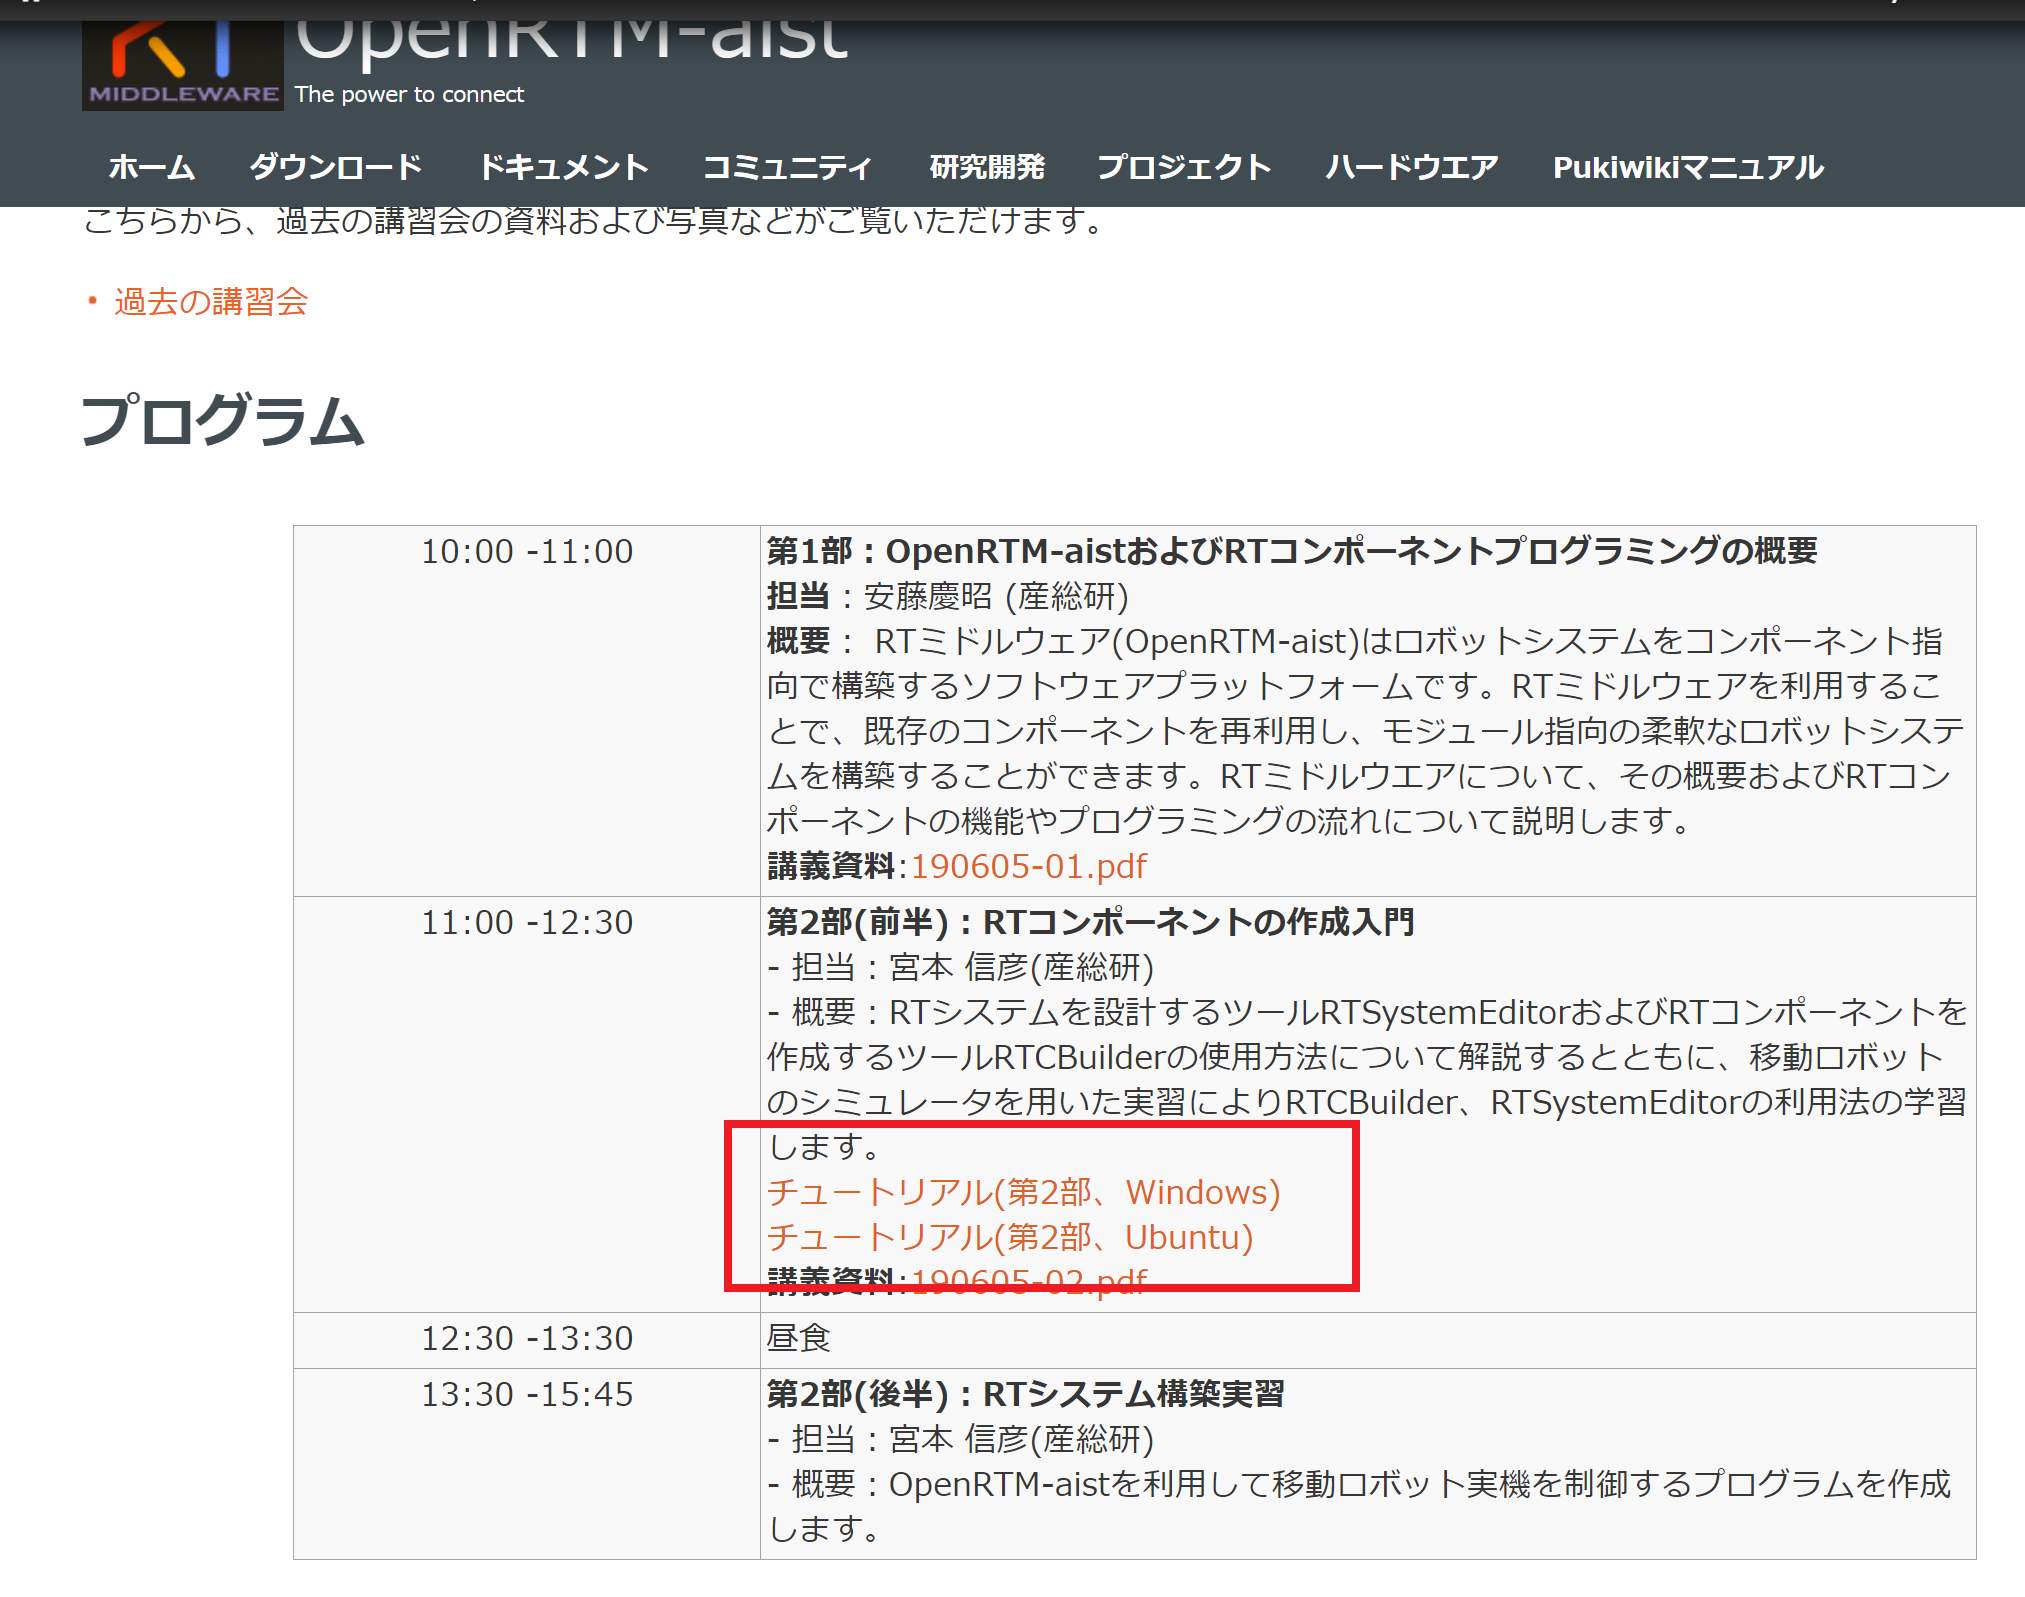 OpenRTM-aist
MIDDLEWARE
The power to connect
ホーム ダウンロード ドキュメント コミュニティ 研究開発 プロジェクト ハードウエア Pukiwikiマニュアル
こちらから、過去の講習会の資料および写真などがご覧いただけます。
・ 過去の講習会
プログラム
10:00 -11:00
第1部：OpenRTM-aistおよびRTコンポーネントプログラミングの概要
担当：安藤慶昭 (産総研)
概要： RTミドルウェア(OpenRTM-aist)はロボットシステムをコンポーネント指
向で構築するソフトウェアプラットフォームです。RTミドルウェアを利用するこ
とで、既存のコンポーネントを再利用し、モジュール指向の柔軟なロボットシステ
ムを構築することができます。RTミドルウエアについて、その概要およびRTコン
ポーネントの機能やプログラミングの流れについて説明します。
講義資料:190605-01.pdf
11:00 -12:30
第2部(前半)：RTコンポーネントの作成入門
- 担当：宮本 信彦(産総研)
- 概要：RTシステムを設計するツールRTSystemEditorおよびRTコンポーネントを
作成するツールRTCBuilderの使用方法について解説するとともに、移動ロボット
のシミュレータを用いた実習によりRTCBuilder、RTSystemEditorの利用法の学習
します。
チュートリアル(第2部、Windows)
チュートリアル(第2部、Ubuntu)
講義資料:190605-02.pdf
12:30 -13:30
昼食
13:30 -15:45
第2部(後半)：RTシステム構築実習
- 担当：宮本 信彦(産総研)
- 概要：OpenRTM-aistを利用して移動ロボット実機を制御するプログラムを作成
します。